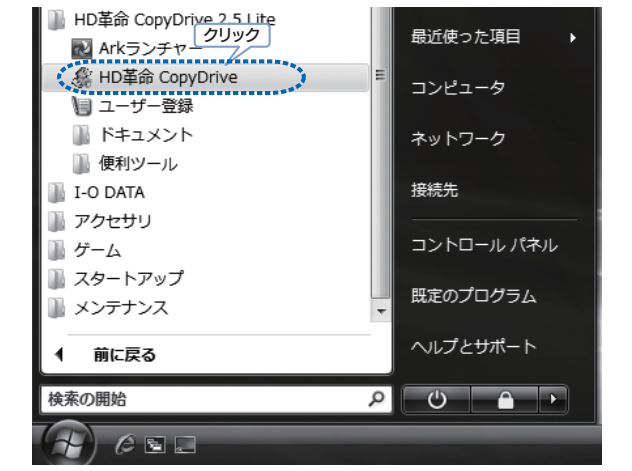 HD革命 CopyDrive 2.5 Lite
クリック
Arkランチャー
HD革命 CopyDrive
ユーザー登録
ドキュメント
便利ツール
I-O DATA
アクセサリ
ゲーム
スタートアップ
メンテナンス
前に戻る
検索の開始
最近使った項目
コンピュータ
ネットワーク
接続先
コントロール パネル
既定のプログラム
ヘルプとサポート